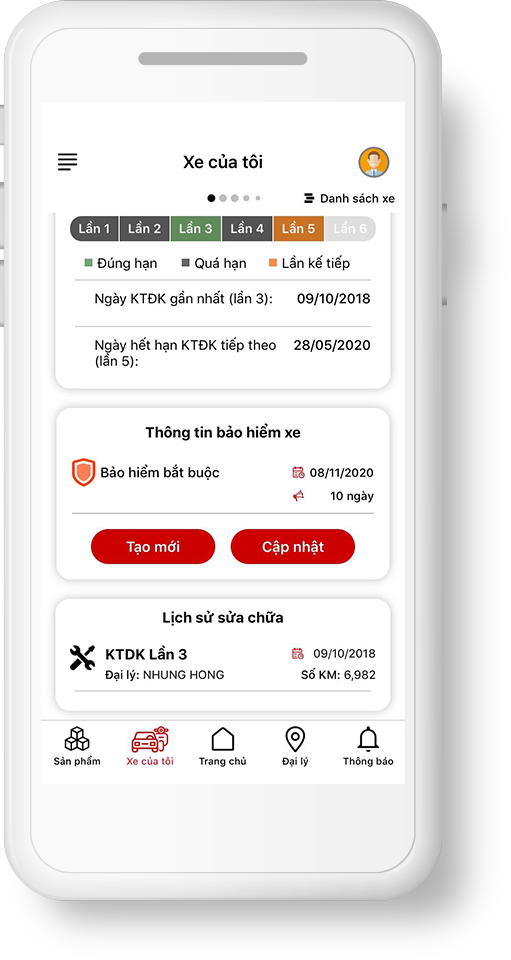 Xe của tôi
Danh sách xe
Lần 1 Lần 2 Lần 3 Lần 4 Lần 5 Lần 6
Đúng hạn Quá hạn Lần kế tiếp
Ngày KTĐK gần nhất (lần 3): 09/10/2018
Ngày hết hạn KTĐK tiếp theo 28/05/2020
(lần 5):
Thông tin bảo hiểm xe
Bảo hiểm bắt buộc 08/11/2020
10 ngày
Tạo mới Cập nhật
Lịch sử sửa chữa
KTDK Lần 3 09/10/2018
Đại lý: NHUNG HONG Số KM: 6,982
Sản phẩm Xe của tôi Trang chủ Đại lý Thông báo